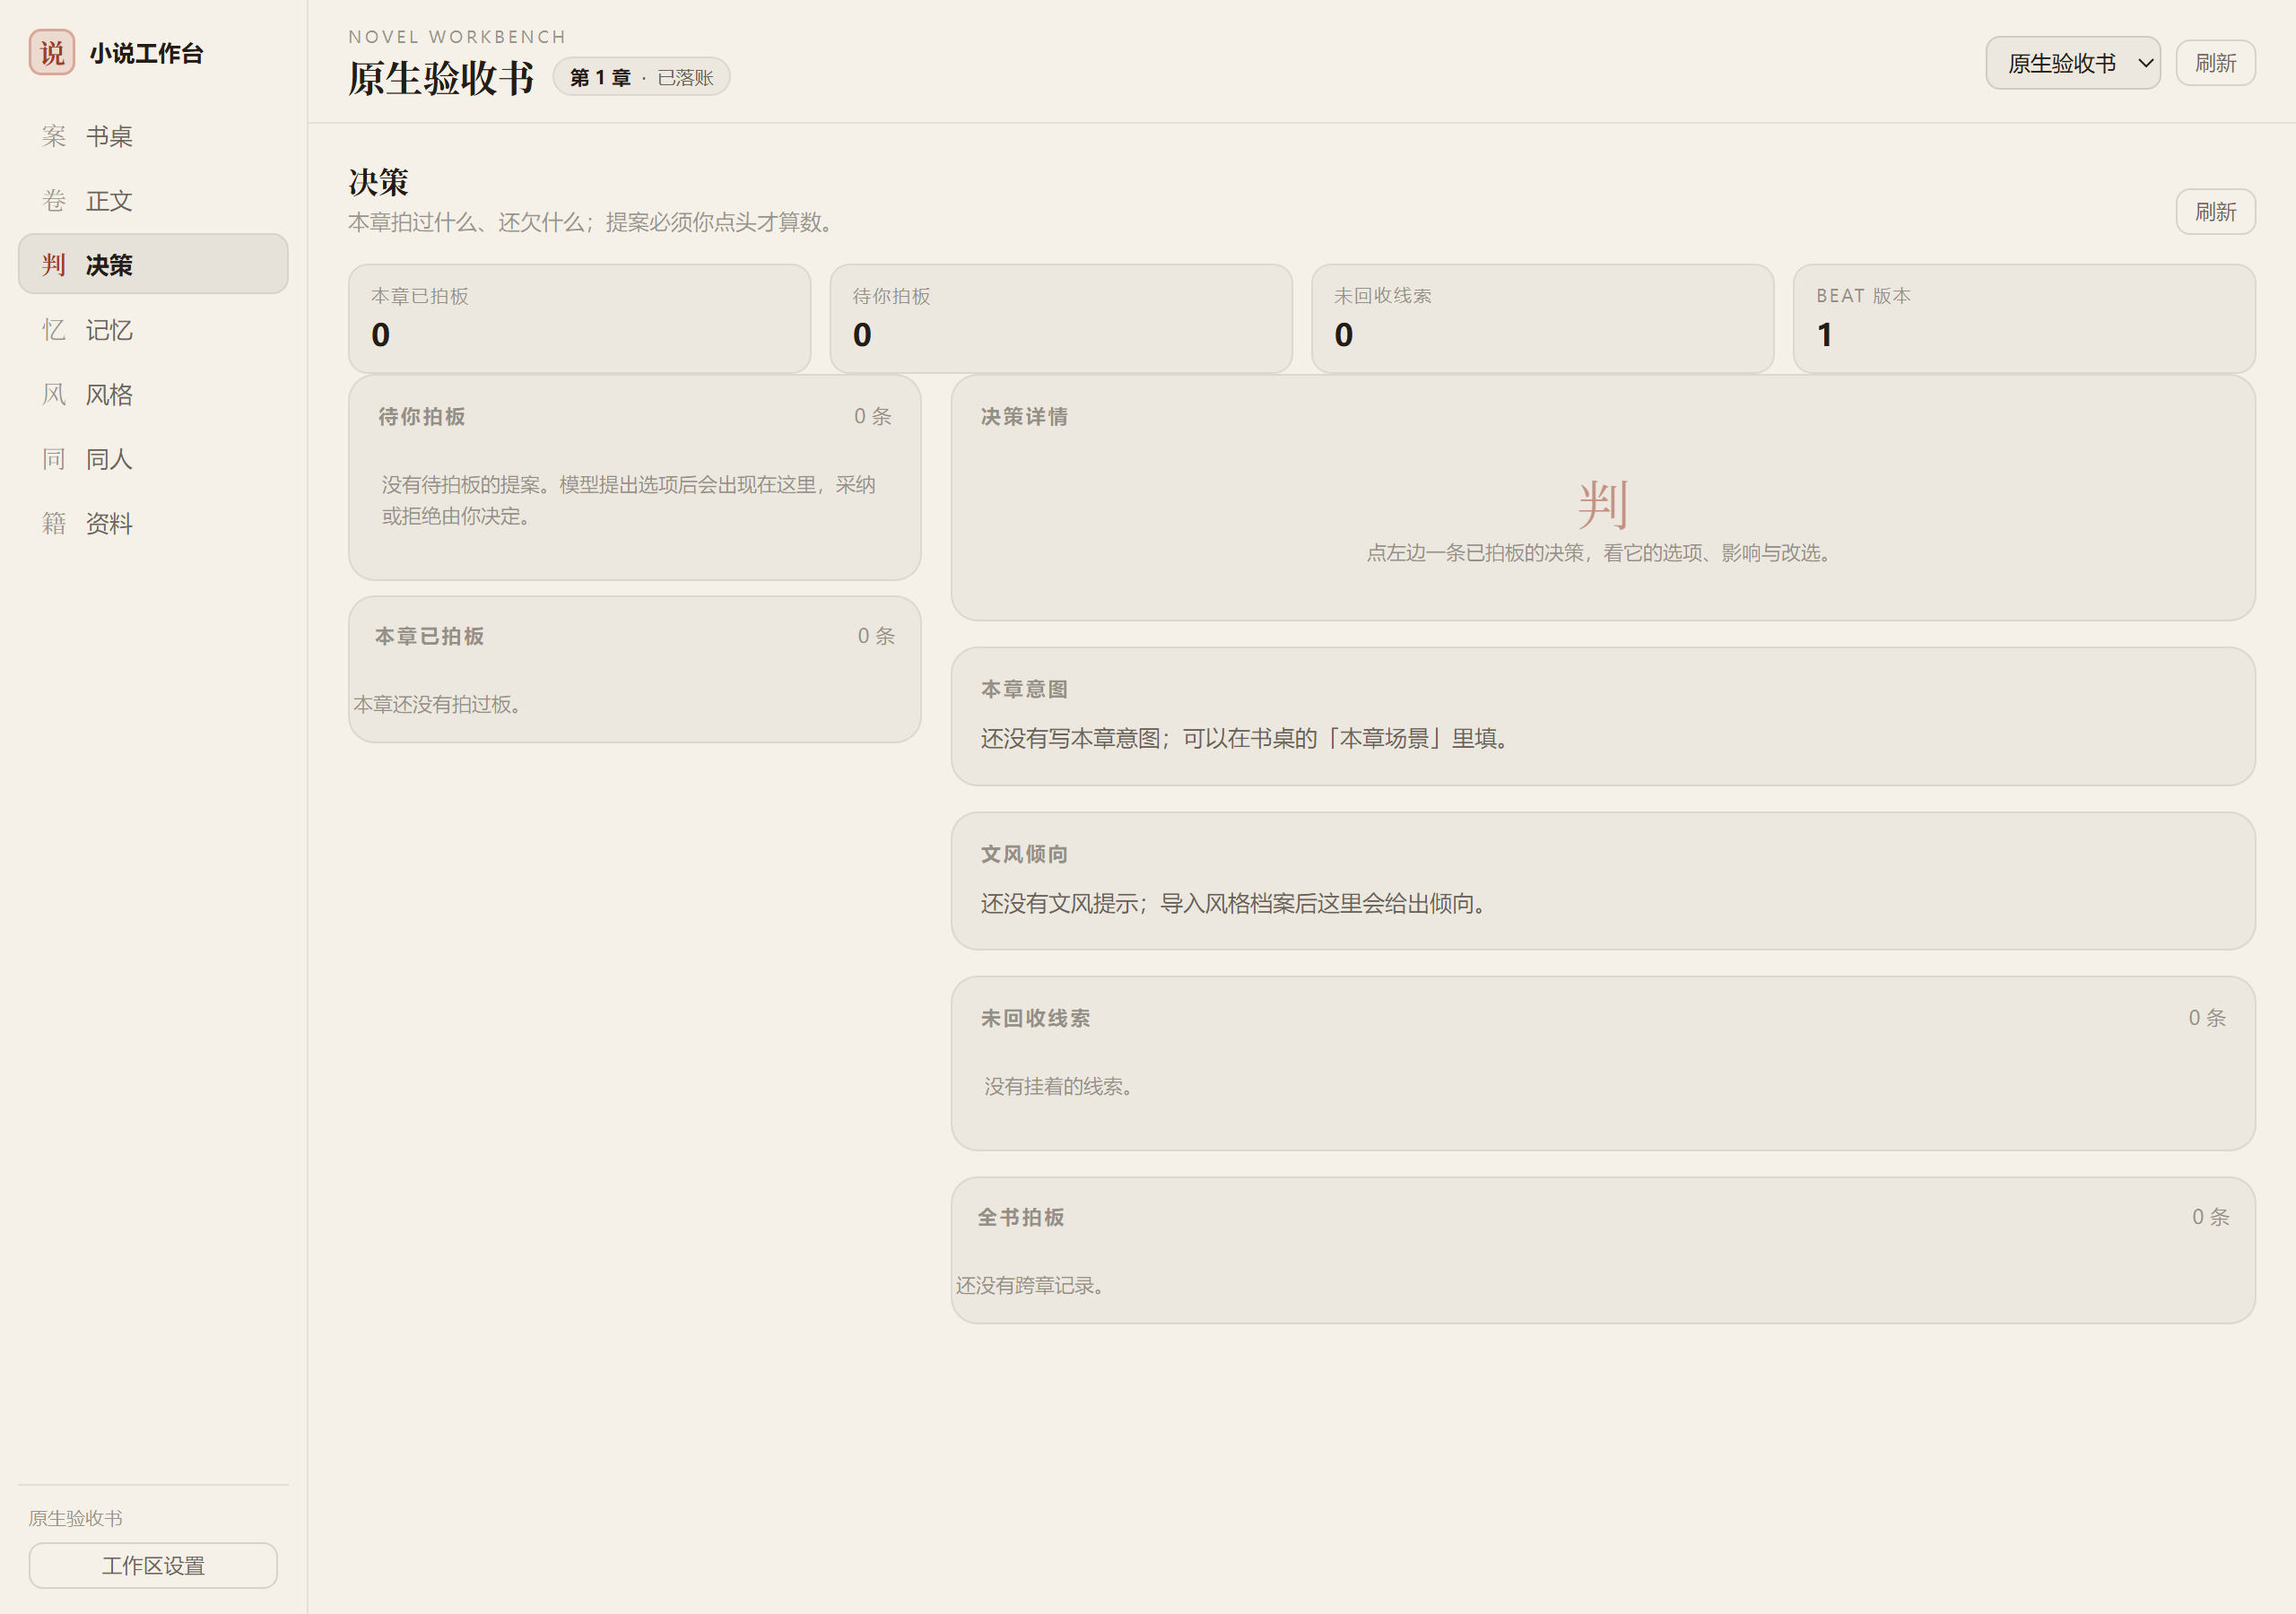 说 小说工作台
案 书桌
卷 正文
判 决策
忆 记忆
风 风格
同 同人
籍 资料
原生验收书
工作区设置
NOVEL WORKBENCH
原生验收书 第 1 章 · 已落账
原生验收书 刷新
决策
本章拍过什么、还欠什么；提案必须你点头才算数。
刷新
本章已拍板
0
待你拍板
0
未回收线索
0
BEAT 版本
1
待你拍板 0 条
没有待拍板的提案。模型提出选项后会出现在这里，采纳
或拒绝由你决定。
本章已拍板 0 条
本章还没有拍过板。
决策详情
判
点左边一条已拍板的决策，看它的选项、影响与改选。
本章意图
还没有写本章意图；可以在书桌的「本章场景」里填。
文风倾向
还没有文风提示；导入风格档案后这里会给出倾向。
未回收线索 0 条
没有挂着的线索。
全书拍板 0 条
还没有跨章记录。